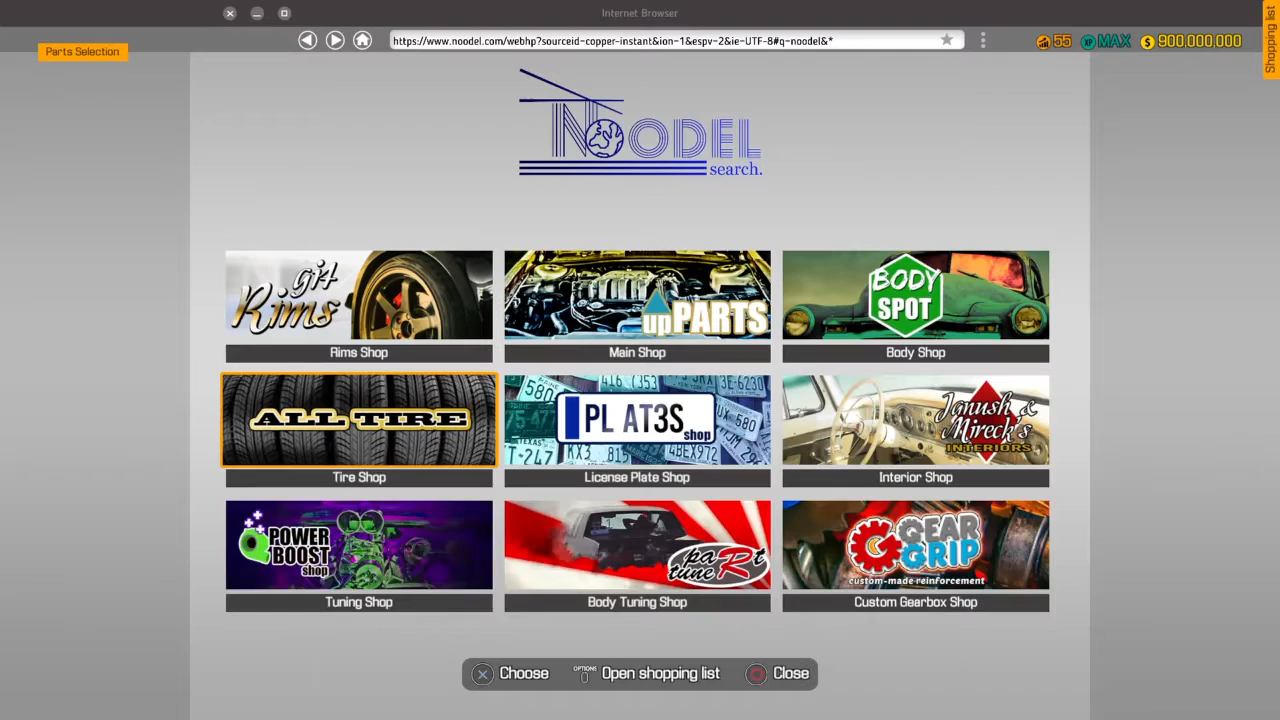 Internet Browser
Parts Selection
https://www.noodel.com/webhp?sourceid-copper-instant&ion-1&espv-2&ie-UTF-8#q-noodel&*
55 XP MAX $ 900,000,000
Shopping list
NOODEL
search.
gj4
Rims
upPARTS
BODY
SPOT
Rims Shop
Main Shop
Body Shop
ALL TIRE
PL AT3S
shop
Janush &
Mireck's
INTERIORS
Tire Shop
License Plate Shop
Interior Shop
POWER
BOOST
shop
paRt
tune
GEAR
GRIP
custom-made reinforcement
Tuning Shop
Body Tuning Shop
Custom Gearbox Shop
Choose
OPTIONS
Open shopping list
Close